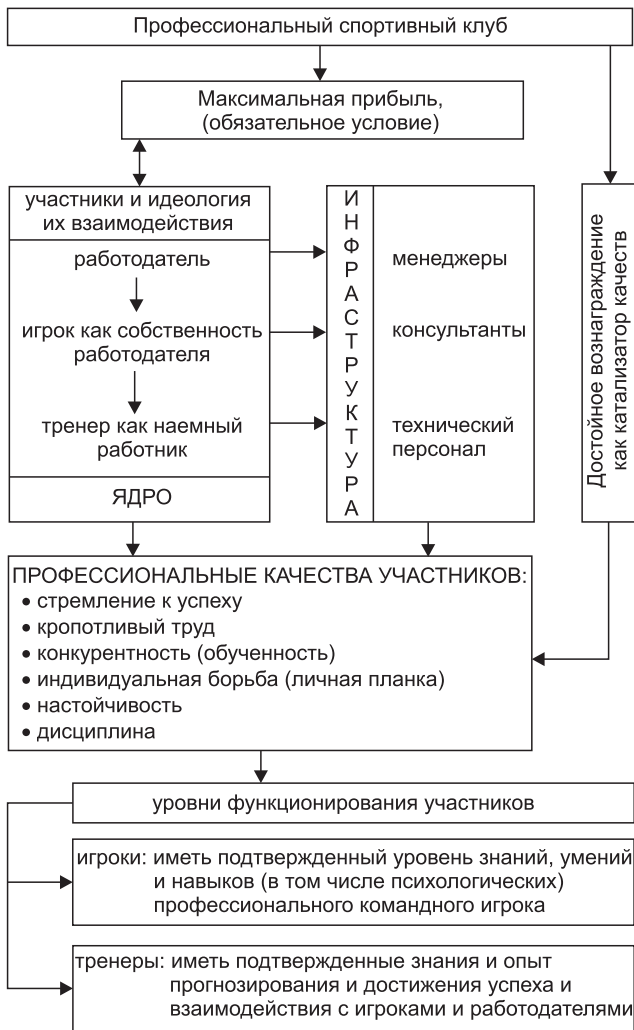 Профессиональный спортивный клуб
Максимальная прибыль,
(обязательное условие)
участники и идеология
их взаимодействия
работодатель
игрок как собственность
работодателя
тренер как наемный
работник
ЯДРО
ИНФРАСТРУКТУРА
менеджеры
консультанты
технический
персонал
Достойное вознаграждение
как катализатор качеств
ПРОФЕССИОНАЛЬНЫЕ КАЧЕСТВА УЧАСТНИКОВ:
• стремление к успеху
• кропотливый труд
• конкурентность (обученность)
• индивидуальная борьба (личная планка)
• настойчивость
• дисциплина
уровни функционирования участников
игроки: иметь подтвержденный уровень знаний, умений
и навыков (в том числе психологических)
профессионального командного игрока
тренеры: иметь подтвержденные знания и опыт
прогнозирования и достижения успеха и
взаимодействия с игроками и работодателями